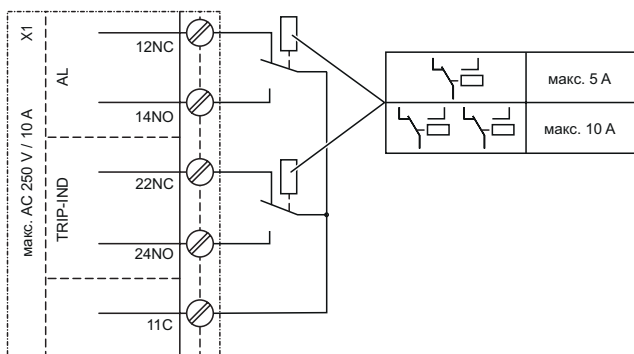 X1
макс. AC 250 V / 10 A
AL
TRIP-IND
12NC
14NO
22NC
24NO
11C
макс. 5 A
макс. 10 A